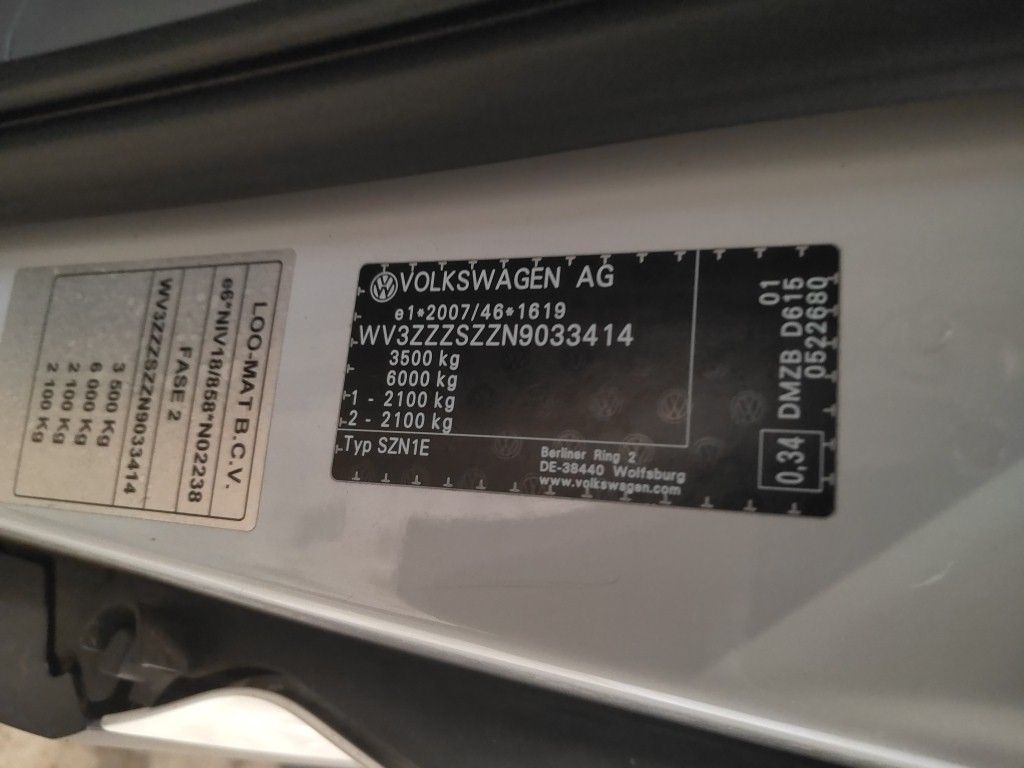 LOO-MAT B.C.V.
e6*NIV18/858*N02238
FASE 2
WV3ZZZSZZN9033414
3 500 Kg
6 000 Kg
2 100 Kg
2 100 Kg
VOLKSWAGEN AG
e1*2007/46*1619
WV3ZZZSZZN9033414
3500 kg
6000 kg
1 - 2100 kg
2 - 2100 kg
Typ SZN1E
Berliner Ring 2
DE-38440 Wolfsburg
www.volkswagen.com
01
0,34 DMZB D615
0522680